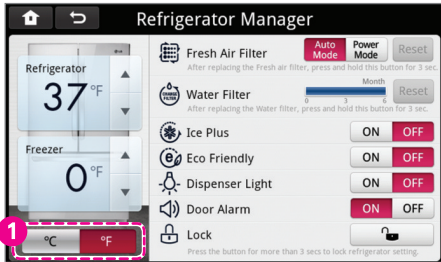 Refrigerator Manager
Refrigerator
37 °F
Freezer
0 °F
1
°C °F
Fresh Air Filter Auto Mode Power Mode Reset
After replacing the Fresh air filter, press and hold this button for 3 sec.
CHANGE FILTER Water Filter Month 0 3 6 Reset
After replacing the Water filter, press and hold this button for 3 sec.
Ice Plus ON OFF
Eco Friendly ON OFF
Dispenser Light ON OFF
Door Alarm ON OFF
Lock
Press the button for more than 3 secs to lock refrigerator setting.